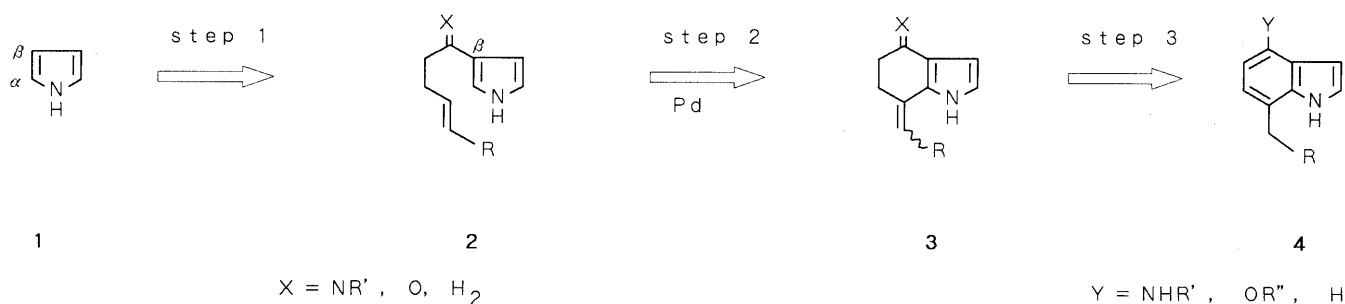 step 1
step 2
step 3
β
α
N
H
X
β
N
H
R
Pd
X
N
H
R
Y
N
H
R
1
2
3
4
X = NR', O, H2
Y = NHR', OR", H